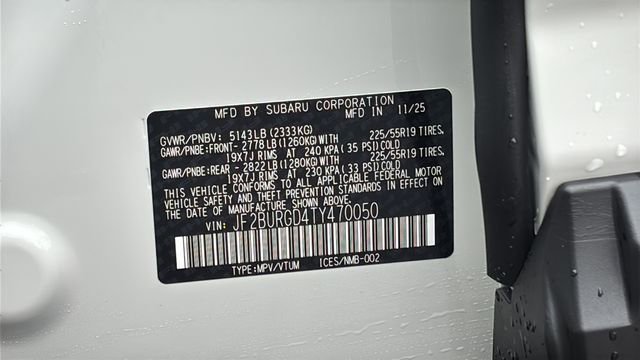 MFD BY SUBARU CORPORATION
MFD IN 11/25
GVWR/PNBV: 5143LB(2333KG)
GAWR/PNBE:FRONT- 2778LB(1260KG)WITH 225/55R19 TIRES,
19X7J RIMS AT 240 KPA(35 PSI)COLD
GAWR/PNBE:REAR - 2822LB(1280KG)WITH 225/55R19 TIRES,
19X7J RIMS AT 230 KPA(33 PSI)COLD
THIS VEHICLE CONFORMS TO ALL APPLICABLE FEDERAL MOTOR
VEHICLE SAFETY AND THEFT PREVENTION STANDARDS IN EFFECT
ON THE DATE OF MANUFACTURE SHOWN ABOVE.
VIN: JF2BURGD4TY470050
TYPE:MPV/VTUM ICES/NMB-002